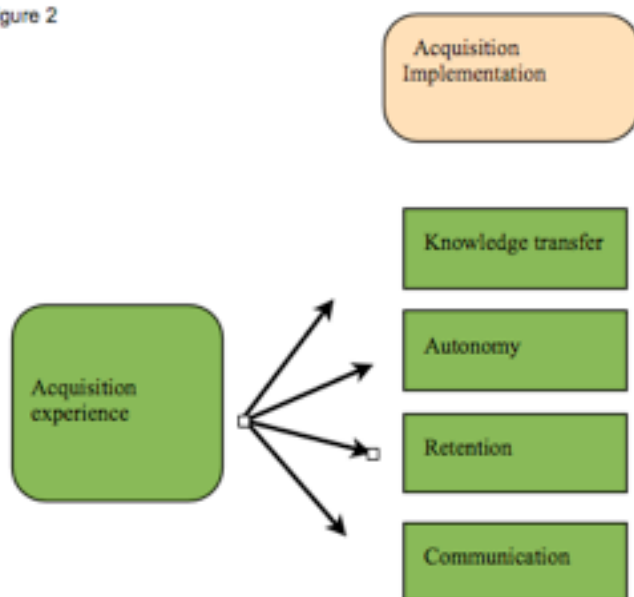 gure 2
Acquisition
Implementation
Knowledge transfer
Autonomy
Acquisition
experience
Retention
Communication